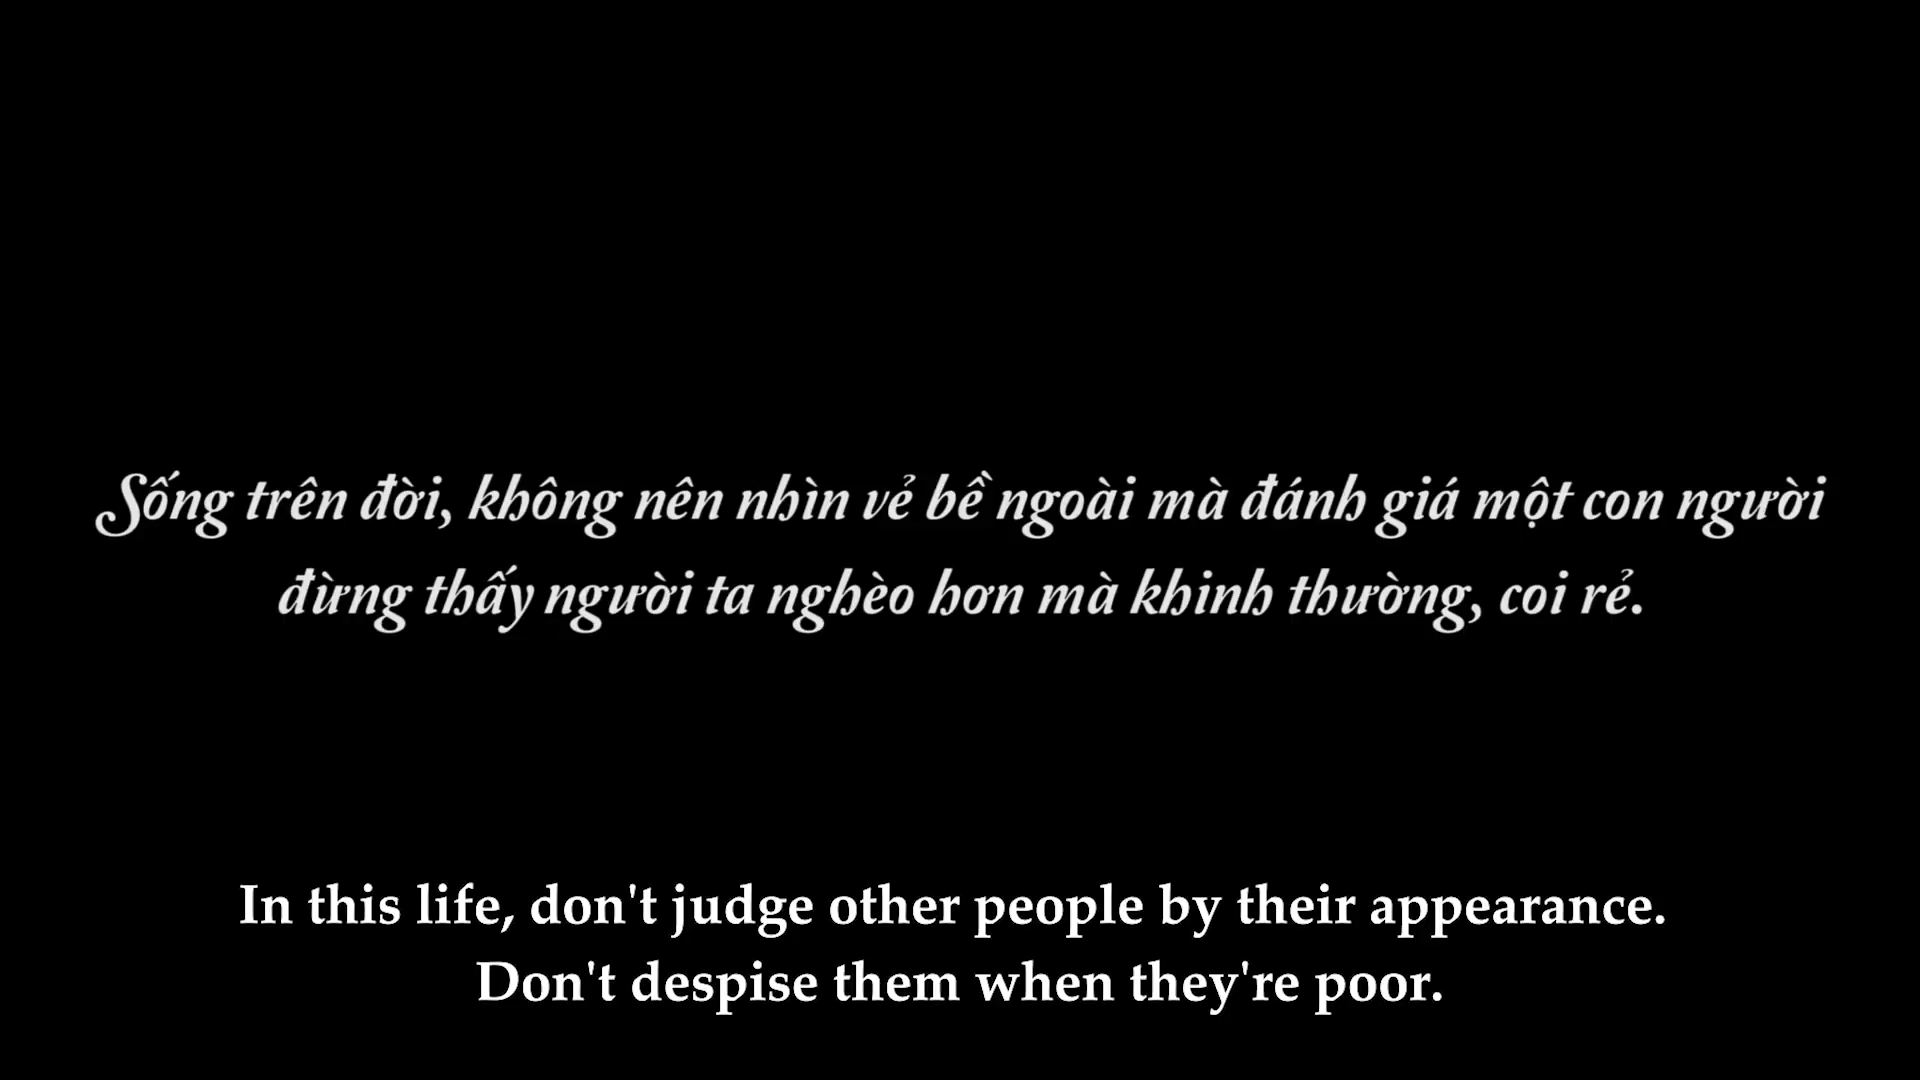 Sống trên đời, không nên nhìn vẻ bề ngoài mà đánh giá một con người
đừng thấy người ta nghèo hơn mà khinh thường, coi rẻ.
In this life, don't judge other people by their appearance.
Don't despise them when they're poor.